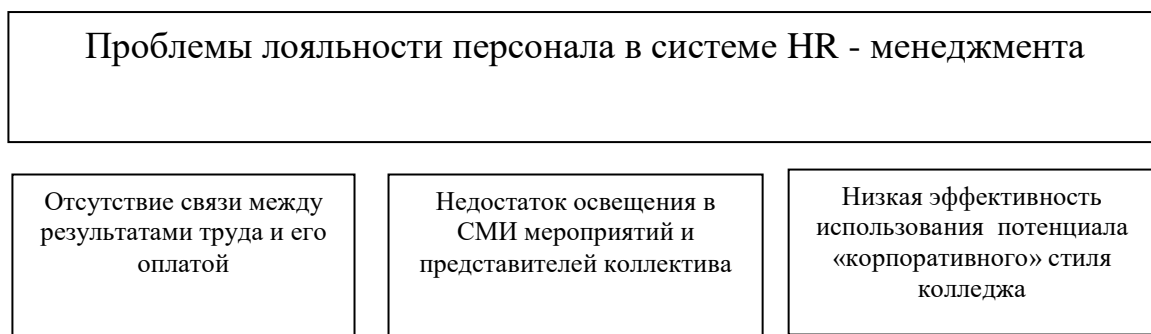 Проблемы лояльности персонала в системе HR - менеджмента
Отсутствие связи между
результатами труда и его
оплатой
Недостаток освещения в
СМИ мероприятий и
представителей коллектива
Низкая эффективность
использования потенциала
«корпоративного» стиля
колледжа